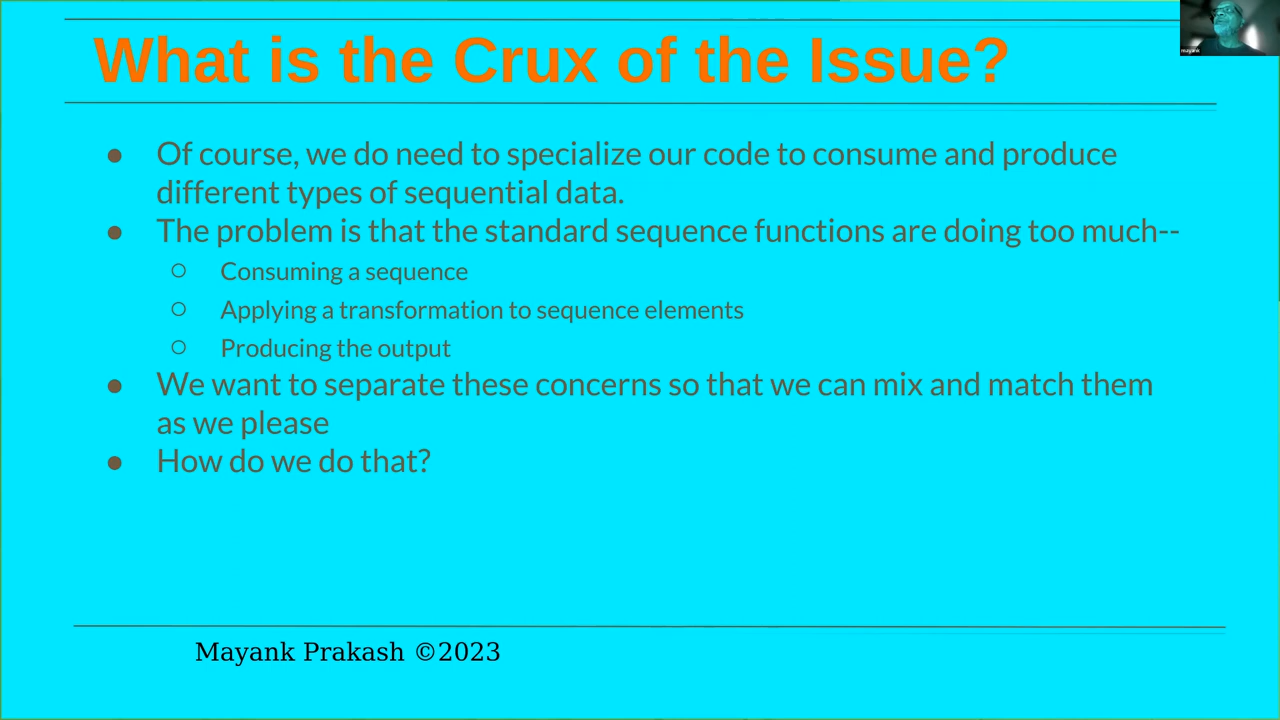 What is the Crux of the Issue?
mayank
● Of course, we do need to specialize our code to consume and produce
different types of sequential data.
● The problem is that the standard sequence functions are doing too much--
○ Consuming a sequence
○ Applying a transformation to sequence elements
○ Producing the output
● We want to separate these concerns so that we can mix and match them
as we please
● How do we do that?
Mayank Prakash ©2023